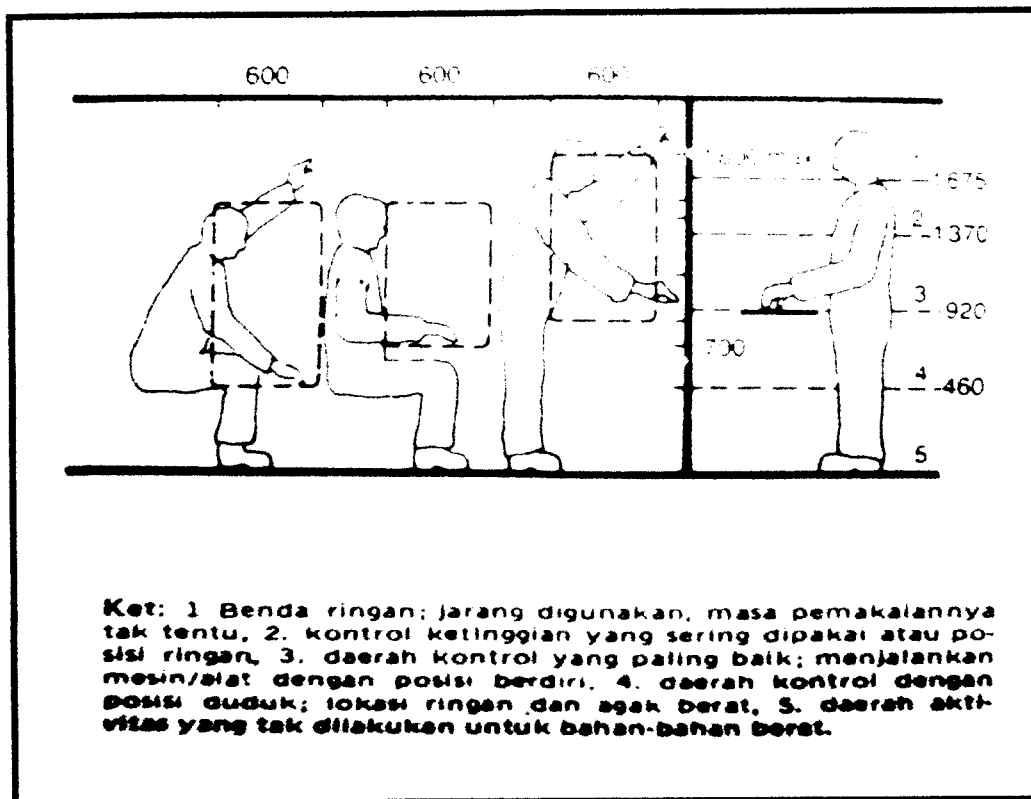 600 600 600
1675
2
1370
3
920
700
4
460
5
Ket: 1 Benda ringan; jarang digunakan, masa pemakaiannya
tak tentu, 2. kontrol ketinggian yang sering dipakai atau po-
sisi ringan, 3. daerah kontrol yang paling baik; menjalankan
mesin/alat dengan posisi berdiri, 4. daerah kontrol dengan
posisi duduk; lokasi ringan dan agak berat, 5. daerah akti-
vitas yang tak dilakukan untuk bahan-bahan berat.